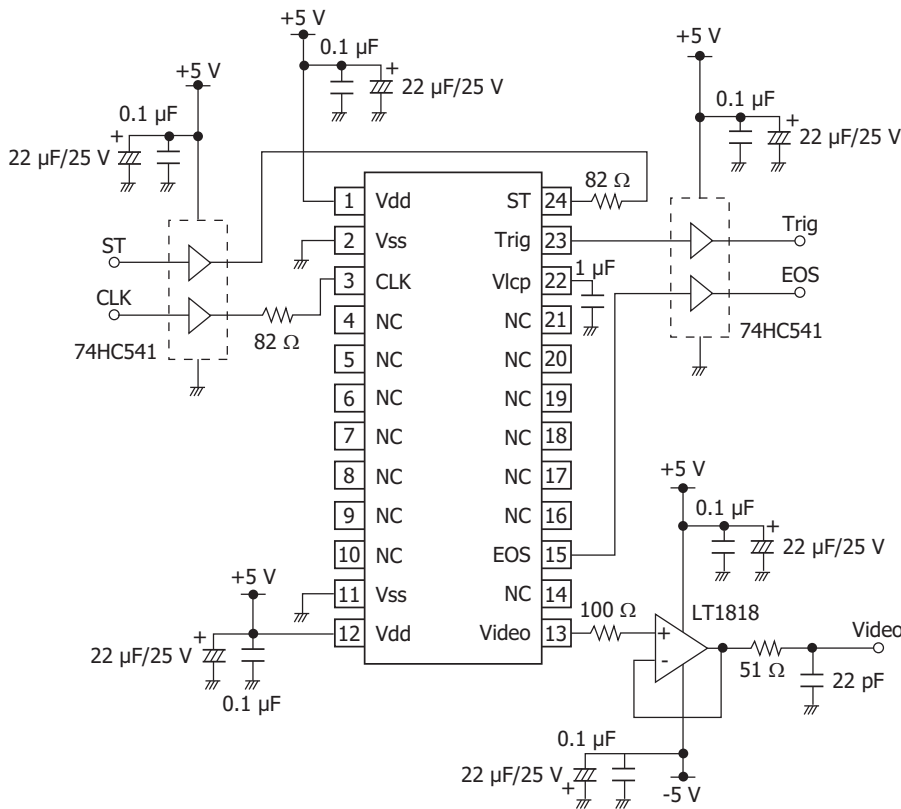 +5 V
0.1 µF
+
22 µF/25 V
+5 V
0.1 µF
+
22 µF/25 V
+5 V
0.1 µF
+
22 µF/25 V
ST
CLK
74HC541
82 Ω
82 Ω
1 Vdd
2 Vss
3 CLK
4 NC
5 NC
6 NC
7 NC
8 NC
9 NC
10 NC
11 Vss
12 Vdd
ST 24
Trig 23
Vlcp 22
NC 21
NC 20
NC 19
NC 18
NC 17
NC 16
EOS 15
NC 14
Video 13
1 µF
Trig
EOS
74HC541
+5 V
+
22 µF/25 V
0.1 µF
+5 V
0.1 µF
+
22 µF/25 V
100 Ω
LT1818
+
-
51 Ω
Video
22 pF
0.1 µF
22 µF/25 V
+
-5 V